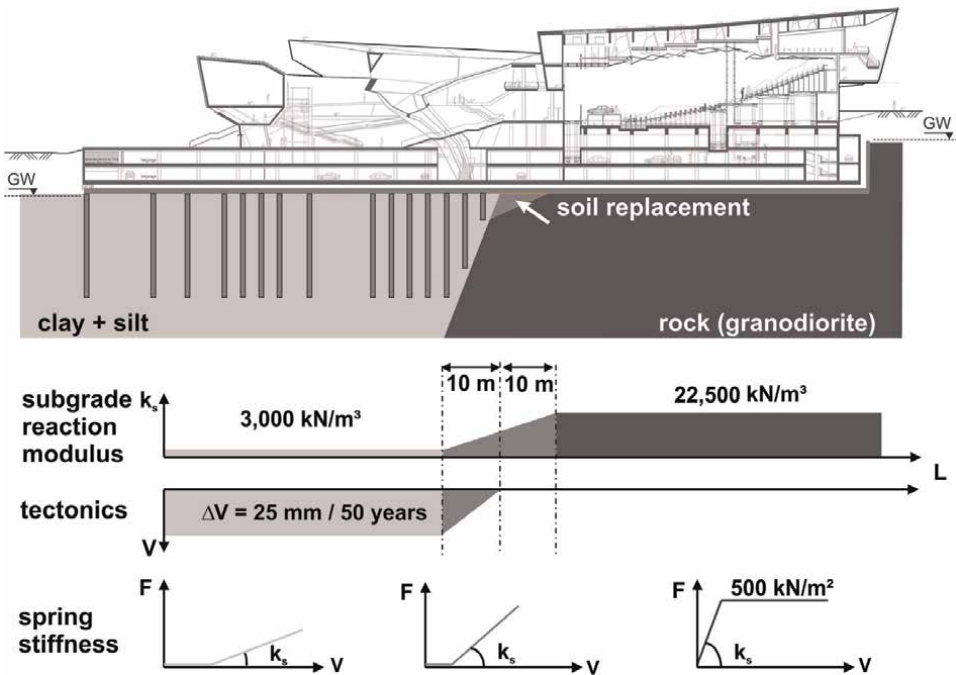 GW
GW
soil replacement
clay + silt
rock (granodiorite)
10 m
10 m
subgrade kₛ
reaction
modulus
3,000 kN/m³
22,500 kN/m³
L
tectonics
ΔV = 25 mm / 50 years
V
spring
stiffness
F
kₛ
V
F
kₛ
V
F
500 kN/m²
kₛ
V